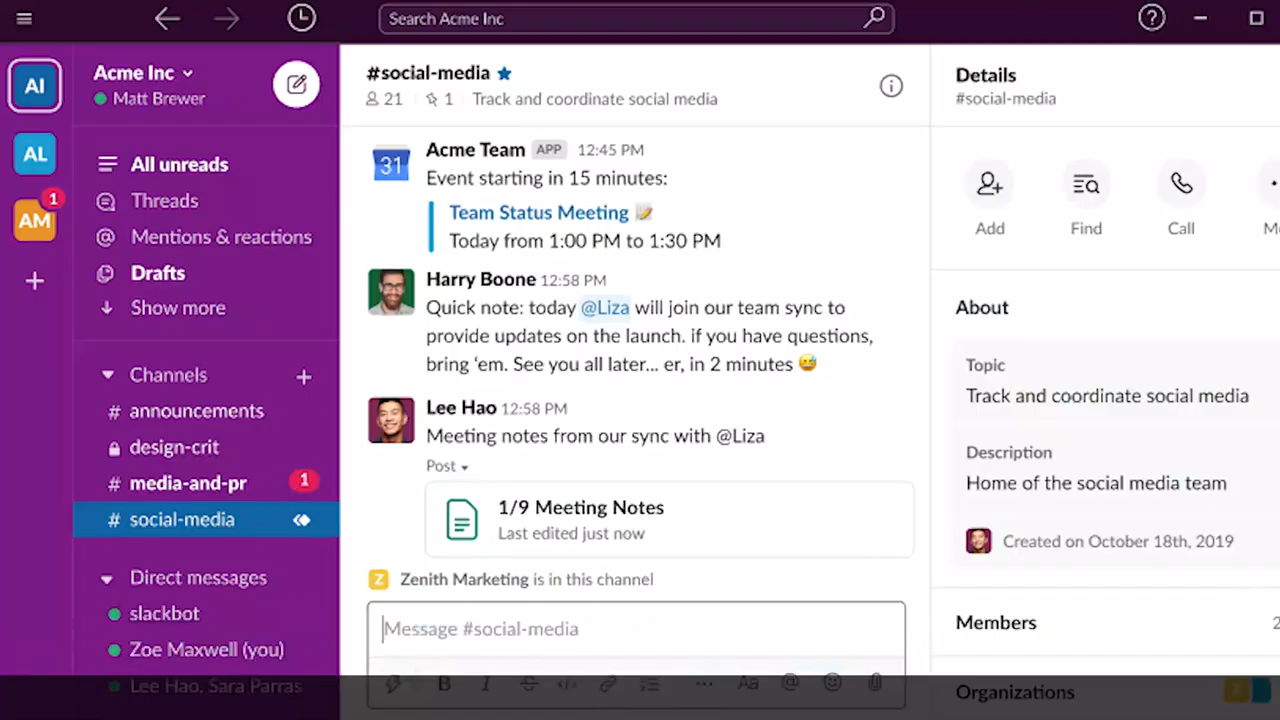 Search Acme Inc
AI
AL
AM
1
Acme Inc
Matt Brewer
All unreads
Threads
Mentions & reactions
Drafts
Show more
Channels
# announcements
design-crit
# media-and-pr 1
# social-media
Direct messages
slackbot
Zoe Maxwell (you)
Lee Hao, Sara Parras
#social-media
21 1 Track and coordinate social media
31
Acme Team APP 12:45 PM
Event starting in 15 minutes:
Team Status Meeting
Today from 1:00 PM to 1:30 PM
Harry Boone 12:58 PM
Quick note: today @Liza will join our team sync to
provide updates on the launch. if you have questions,
bring ‘em. See you all later... er, in 2 minutes 😅
Lee Hao 12:58 PM
Meeting notes from our sync with @Liza
Post
1/9 Meeting Notes
Last edited just now
Z Zenith Marketing is in this channel
Message #social-media
B I S Aa @
Details
#social-media
Add
Find
Call
About
Topic
Track and coordinate social media
Description
Home of the social media team
Created on October 18th, 2019
Members
Organizations